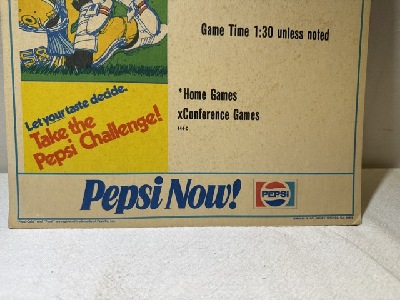 Game Time 1:30 unless noted
*Home Games
xConference Games
Let your taste decide.
Take the
Pepsi Challenge!
Pepsi Now!
PEPSI